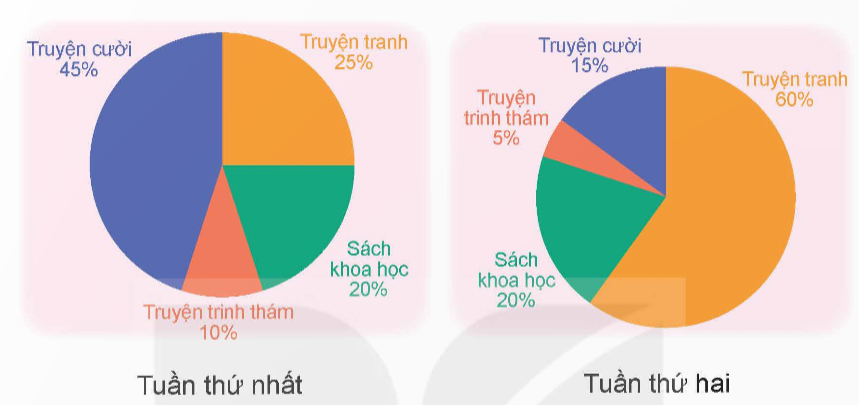 Truyện cười
45%
Truyện tranh
25%
Sách
khoa học
20%
Truyện trinh thám
10%
Tuần thứ nhất
Truyện cười
15%
Truyện tranh
60%
Truyện
trinh thám
5%
Sách
khoa học
20%
Tuần thứ hai